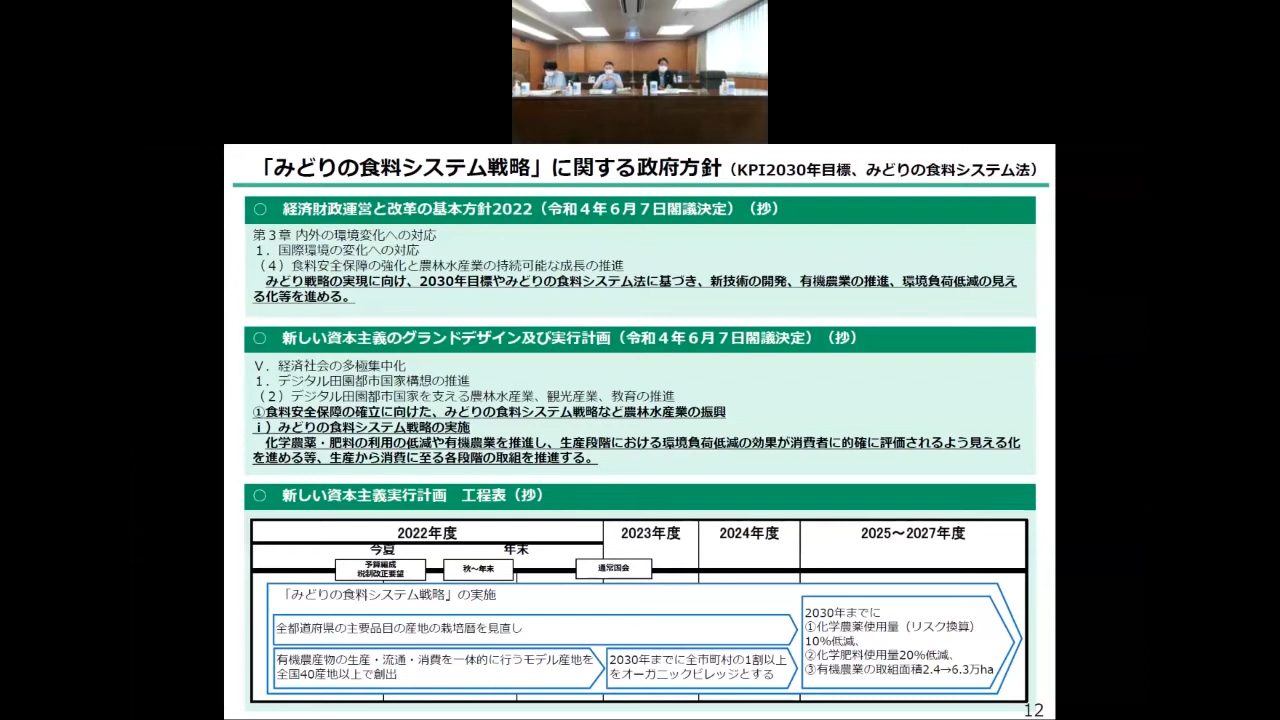 「みどりの食料システム戦略」に関する政府方針（KPI2030年目標、みどりの食料システム法）
○ 経済財政運営と改革の基本方針2022（令和４年６月７日閣議決定）（抄）
第３章 内外の環境変化への対応
１．国際環境の変化への対応
（４）食料安全保障の強化と農林水産業の持続可能な成長の推進
みどり戦略の実現に向け、2030年目標やみどりの食料システム法に基づき、新技術の開発、有機農業の推進、環境負荷低減の見え
る化等を進める。
○ 新しい資本主義のグランドデザイン及び実行計画（令和４年６月７日閣議決定）（抄）
Ⅴ．経済社会の多極集中化
１．デジタル田園都市国家構想の推進
（２）デジタル田園都市国家を支える農林水産業、観光産業、教育の推進
①食料安全保障の確立に向けた、みどりの食料システム戦略など農林水産業の振興
ⅰ）みどりの食料システム戦略の実施
化学農薬・肥料の利用の低減や有機農業を推進し、生産段階における環境負荷低減の効果が消費者に的確に評価されるよう見える化
を進める等、生産から消費に至る各段階の取組を推進する。
○ 新しい資本主義実行計画　工程表（抄）
2022年度 2023年度 2024年度 2025～2027年度
今夏 年末
予算編成
税制改正要望
秋～年末
通常国会
「みどりの食料システム戦略」の実施
全都道府県の主要品目の産地の栽培暦を見直し
有機農産物の生産・流通・消費を一体的に行うモデル産地を
全国40産地以上で創出
2030年までに全市町村の1割以上
をオーガニックビレッジとする
2030年までに
①化学農薬使用量（リスク換算）
10%低減、
②化学肥料使用量20%低減、
③有機農業の取組面積2.4→6.3万ha
12